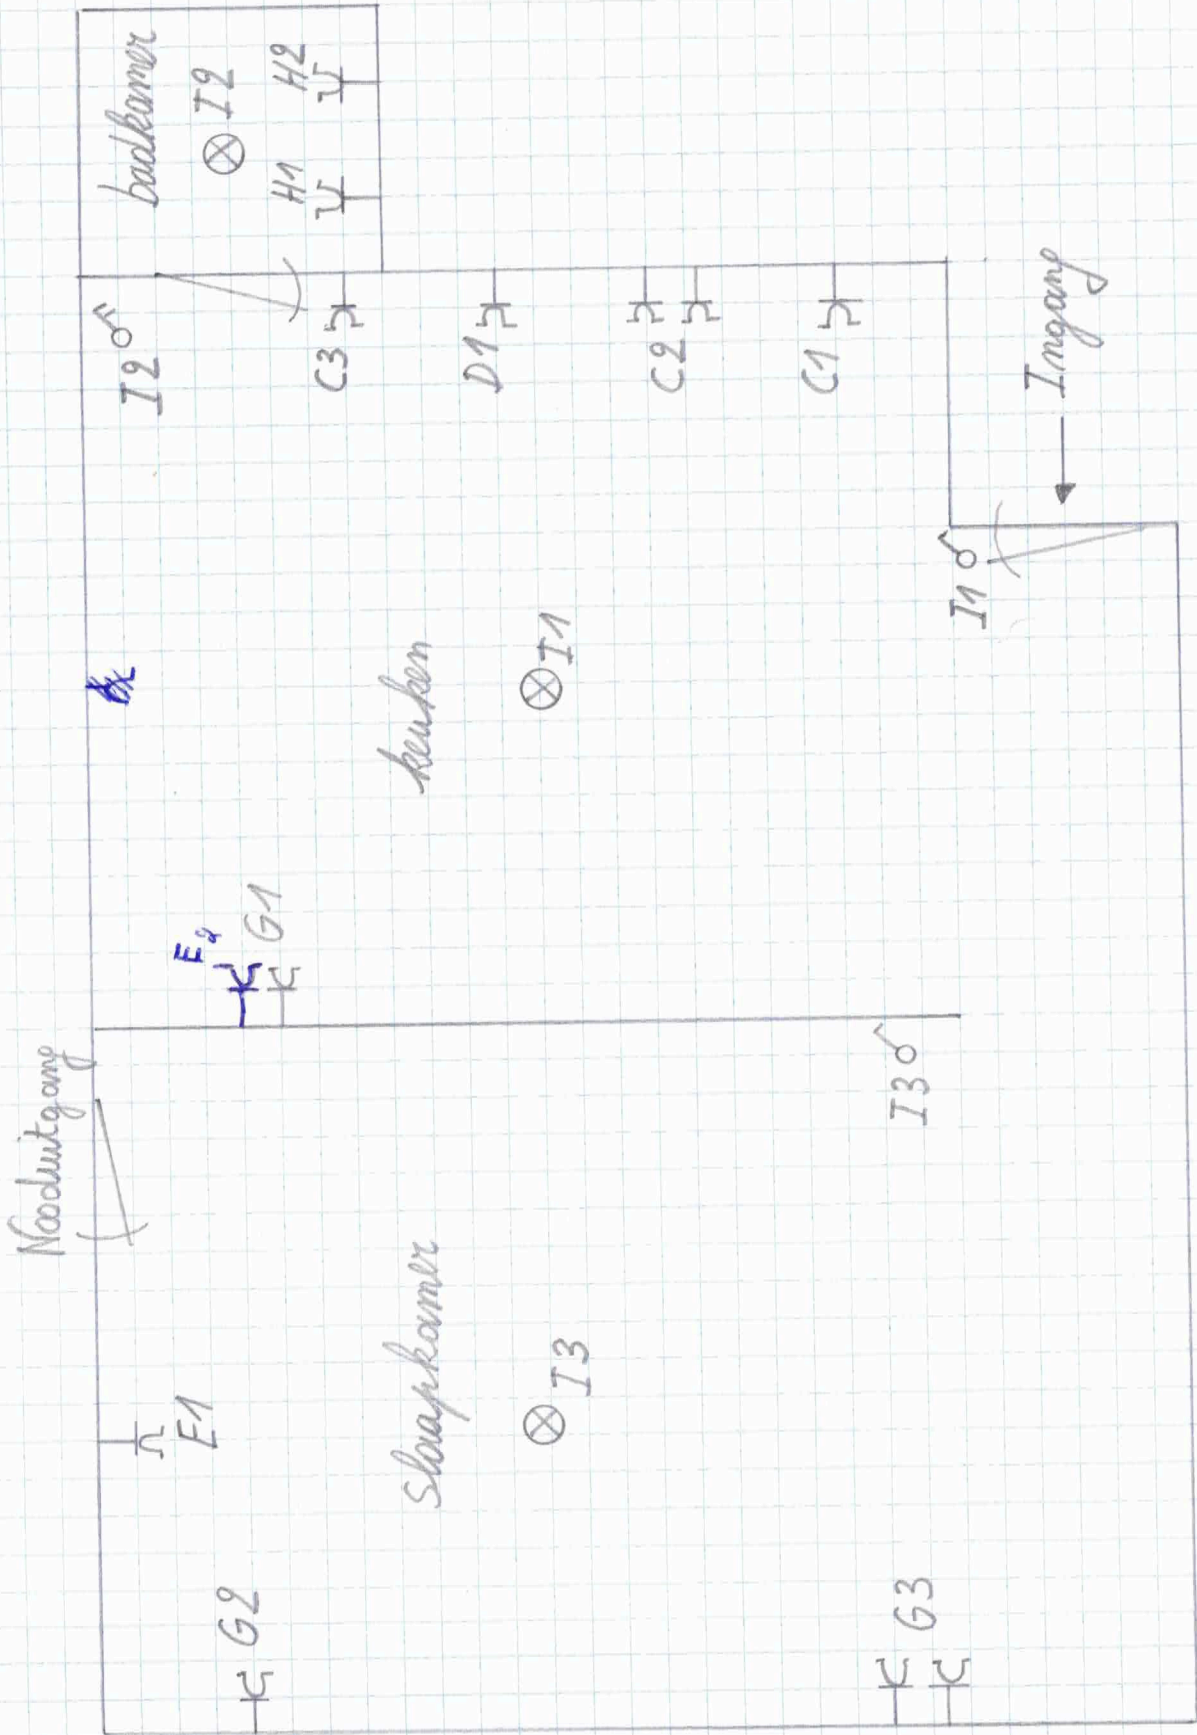 Nooduitgang
badkamer
I2
H1
H2
I2
C3
D1
C2
C1
Ingang
I1
keuken
I1
E2
G1
I3
Slaapkamer
I3
E1
G2
G3